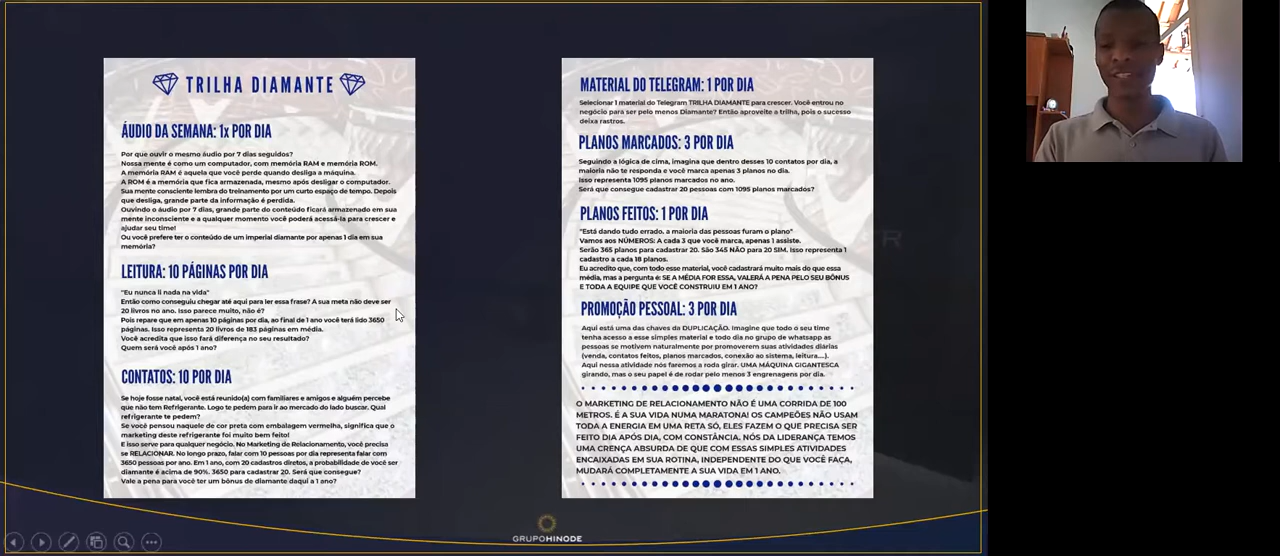 TRILHA DIAMANTE
ÁUDIO DA SEMANA: 1x POR DIA
Por que ouvir o mesmo áudio por 7 dias seguidos?
Nossa mente é como um computador, com memória RAM e memória ROM.
A memória RAM é aquela que você perde quando desliga a máquina.
A ROM é a memória que fica armazenada, mesmo após desligar o computador.
Sua mente consciente lembra do treinamento por um curto espaço de tempo. Depois
que desliga, grande parte da informação é perdida.
Ouvindo o áudio por 7 dias, grande parte do conteúdo ficará armazenado em sua
mente inconsciente e a qualquer momento você poderá acessá-la para crescer e
ajudar seu time!
Ou você prefere ter o conteúdo de um imperial diamante por apenas 1 dia em sua
memória?
LEITURA: 10 PÁGINAS POR DIA
"Eu nunca li nada na vida"
Então como conseguiu chegar até aqui para ler essa frase? A sua meta não deve ser
20 livros no ano. Isso parece muito, não é?
Pois repare que em apenas 10 páginas por dia, ao final de 1 ano você terá lido 3650
páginas. Isso representa 20 livros de 183 páginas em média.
Você acredita que isso fará diferença no seu resultado?
Quem será você após 1 ano?
CONTATOS: 10 POR DIA
Se hoje fosse natal, você está reunido(a) com familiares e amigos e alguém percebe
que não tem Refrigerante. Logo te pedem para ir ao mercado do lado buscar. Qual
refrigerante te pedem?
Se você pensou naquele de cor preta com embalagem vermelha, significa que o
marketing deste refrigerante foi muito bem feito!
E isso serve para qualquer negócio. No Marketing de Relacionamento, você precisa
se RELACIONAR. No longo prazo, falar com 10 pessoas por dia representa falar com
3650 pessoas por ano. Em 1 ano, com 20 cadastros diretos, a probabilidade de você ser
diamante é acima de 90%. 3650 para cadastrar 20. Será que consegue?
Vale a pena para você ter um bônus de diamante daqui a 1 ano?
MATERIAL DO TELEGRAM: 1 POR DIA
Selecionar 1 material do Telegram TRILHA DIAMANTE para crescer. Você entrou no
negócio para ser pelo menos Diamante? Então aproveite a trilha, pois o sucesso
deixa rastros.
PLANOS MARCADOS: 3 POR DIA
Seguindo a lógica de cima, imagina que dentro desses 10 contatos por dia, a
maioria não te responda e você marca apenas 3 planos no dia.
Isso representa 1095 planos marcados no ano.
Será que consegue cadastrar 20 pessoas com 1095 planos marcados?
PLANOS FEITOS: 1 POR DIA
"Está dando tudo errado, a maioria das pessoas furam o plano"
Vamos aos NÚMEROS: A cada 3 que você marca, apenas 1 assiste.
Serão 365 planos para cadastrar 20. São 345 NÃO para 20 SIM. Isso representa 1
cadastro a cada 18 planos.
Eu acredito que, com todo esse material, você cadastrará muito mais do que essa
média, mas a pergunta é: SE A MÉDIA FOR ESSA, VALERÁ A PENA PELO SEU BÔNUS
E TODA A EQUIPE QUE VOCÊ CONSTRUIU EM 1 ANO?
PROMOÇÃO PESSOAL: 3 POR DIA
Aqui está uma das chaves da DUPLICAÇÃO. Imagine que todo o seu time
tenha acesso a esse simples material e todo dia no grupo de whatsapp as
pessoas se motivem naturalmente por promoverem suas atividades diárias
(venda, contatos feitos, planos marcados, conexão ao sistema, leitura....).
Aqui nessa atividade nós faremos a roda girar. UMA MÁQUINA GIGANTESCA
girando, mas o seu papel é de rodar pelo menos 3 engrenagens por dia.
O MARKETING DE RELACIONAMENTO NÃO É UMA CORRIDA DE 100
METROS. É A SUA VIDA NUMA MARATONA! OS CAMPEÕES NÃO USAM
TODA A ENERGIA EM UMA RETA SÓ, ELES FAZEM O QUE PRECISA SER
FEITO DIA APÓS DIA, COM CONSTÂNCIA. NÓS DA LIDERANÇA TEMOS
UMA CRENÇA ABSURDA DE QUE COM ESSAS SIMPLES ATIVIDADES
ENCAIXADAS EM SUA ROTINA, INDEPENDENTE DO QUE VOCÊ FAÇA,
MUDARÁ COMPLETAMENTE A SUA VIDA EM 1 ANO.
GRUPOHINODE